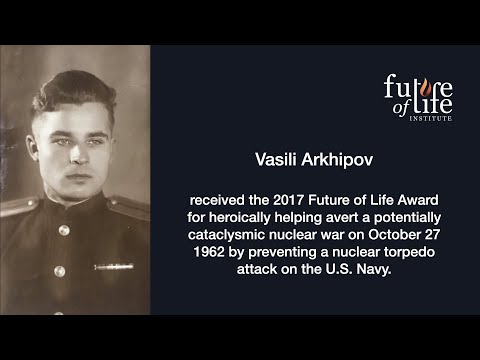 future
of life
INSTITUTE
Vasili Arkhipov
received the 2017 Future of Life Award
for heroically helping avert a potentially
cataclysmic nuclear war on October 27
1962 by preventing a nuclear torpedo
attack on the U.S. Navy.